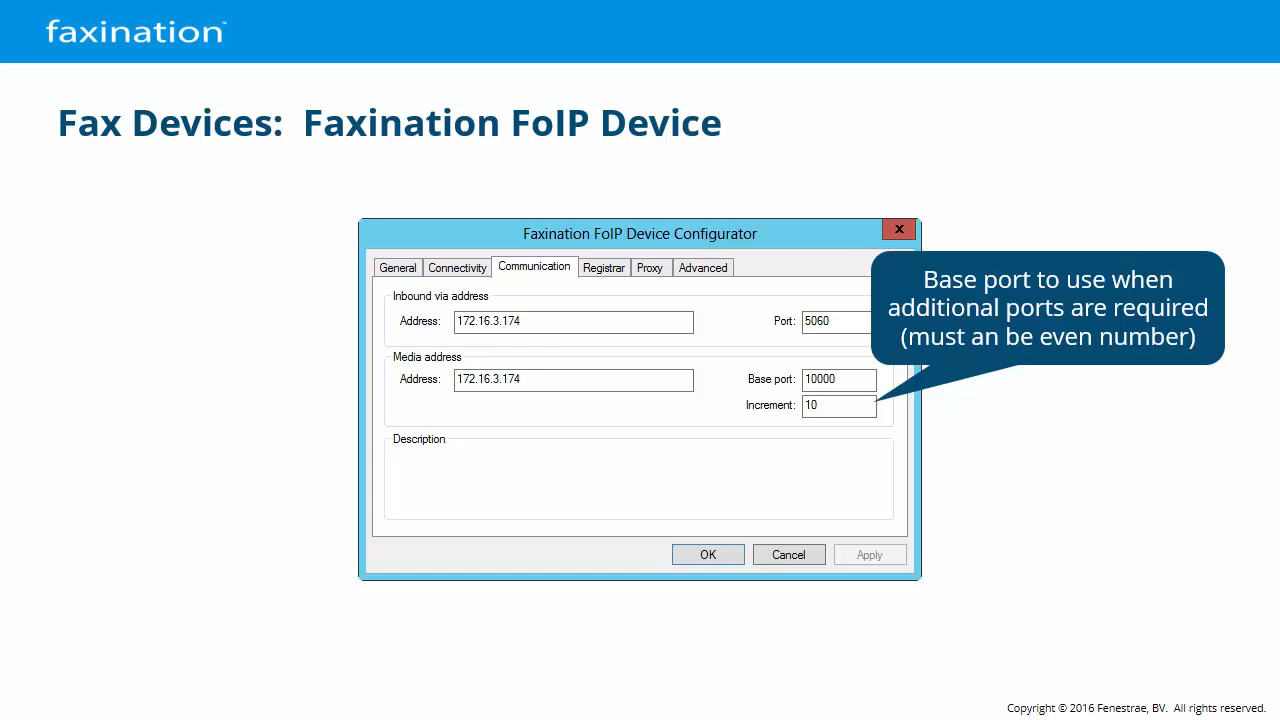 faxination™
Fax Devices:  Faxination FoIP Device
Faxination FoIP Device Configurator
x
General Connectivity Communication Registrar Proxy Advanced
Inbound via address
Address: 172.16.3.174 Port: 5060
Base port to use when
additional ports are required
(must an be even number)
Media address
Address: 172.16.3.174 Base port: 10000
Increment: 10
Description
OK Cancel Apply
Copyright © 2016 Fenestrae, BV.  All rights reserved.